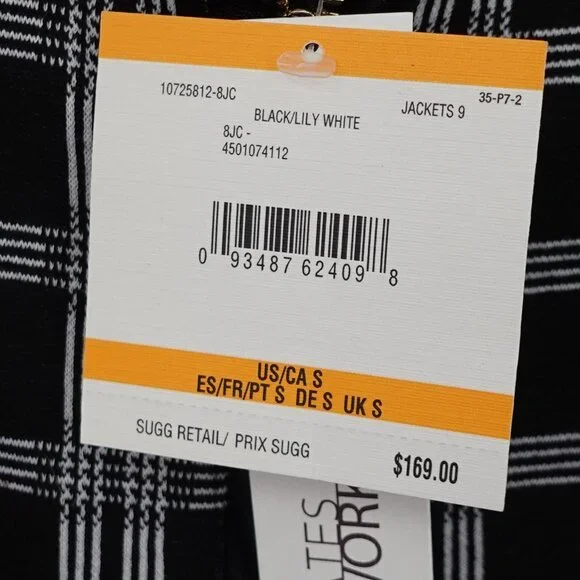 10725812-8JC
JACKETS 9
35-P7-2
BLACK/LILY WHITE
8JC -
4501074112
0 93487 62409 8
US/CA S
ES/FR/PT S DE S UK S
SUGG RETAIL/ PRIX SUGG
$169.00